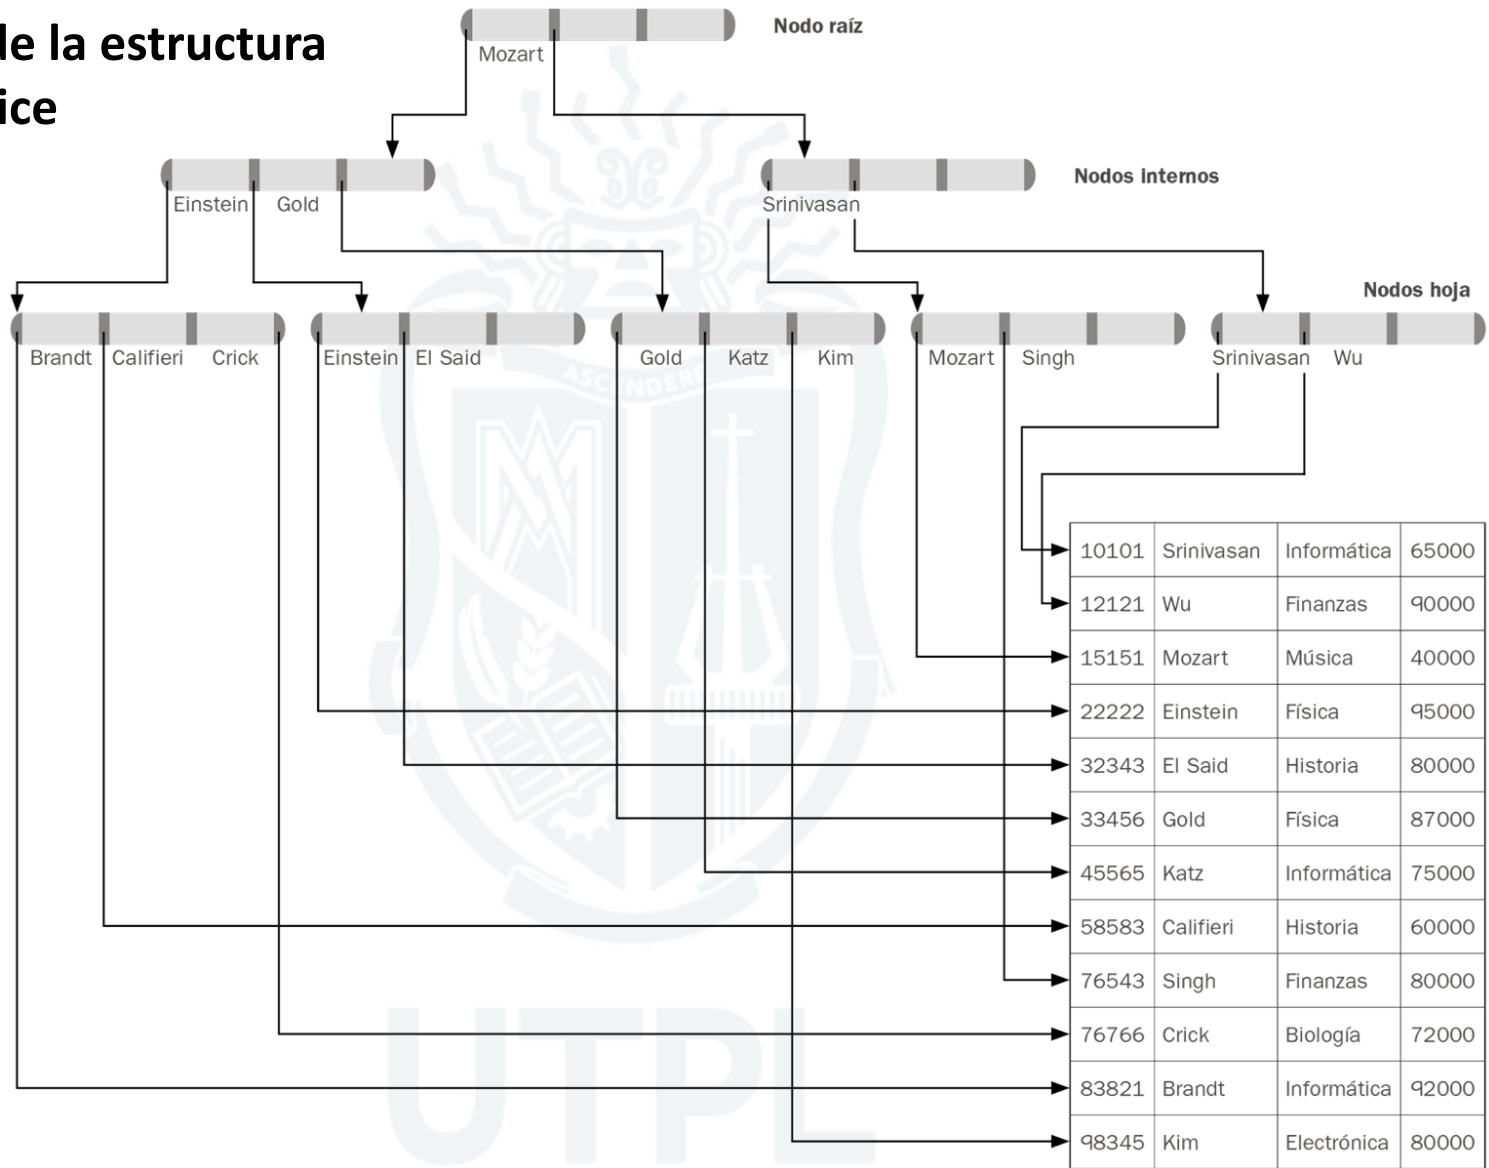 de la estructura
ice
Nodo raíz
Mozart
Nodos internos
Einstein Gold
Srinivasan
Nodos hoja
Brandt Califieri Crick
Einstein El Said
Gold Katz Kim
Mozart Singh
Srinivasan Wu
ASCENDERE
10101 Srinivasan Informática 65000
12121 Wu Finanzas 90000
15151 Mozart Música 40000
22222 Einstein Física 95000
32343 El Said Historia 80000
33456 Gold Física 87000
45565 Katz Informática 75000
58583 Califieri Historia 60000
76543 Singh Finanzas 80000
76766 Crick Biología 72000
83821 Brandt Informática 92000
98345 Kim Electrónica 80000
UTPL